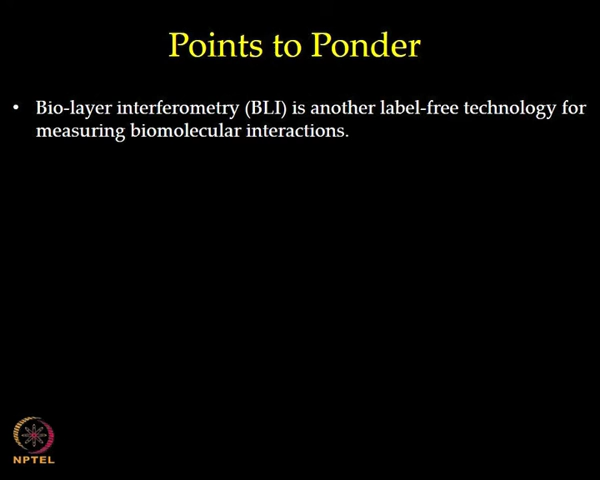 Points to Ponder
• Bio-layer interferometry (BLI) is another label-free technology for
measuring biomolecular interactions.
NPTEL